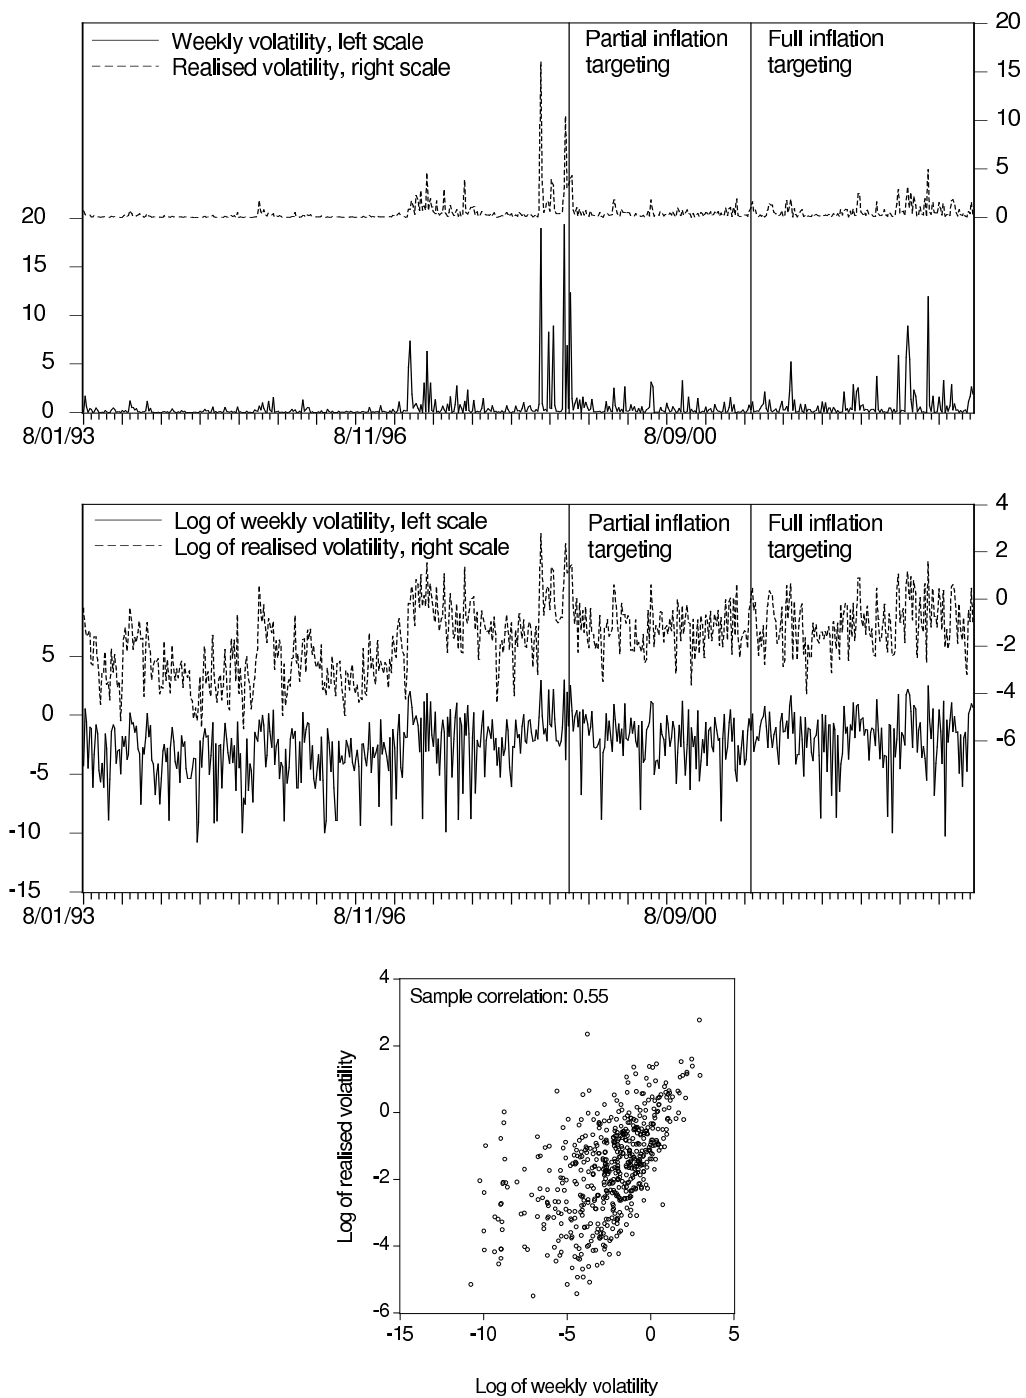 20
Weekly volatility, left scale
Partial inflation
Full inflation
Realised volatility, right scale
targeting
targeting
15
10
5
20
0
15
10
5
0
8/01/93
8/11/96
8/09/00
4
Log of weekly volatility, left scale
Partial inflation
Full inflation
Log of realised volatility, right scale
targeting
targeting
2
0
5
-2
-4
0
-6
-5
-10
-15
8/01/93
8/11/96
8/09/00
4
Sample correlation: 0.55
2
0
-2
-4
-6
Log of realised volatility
-15
-10
-5
0
5
Log of weekly volatility